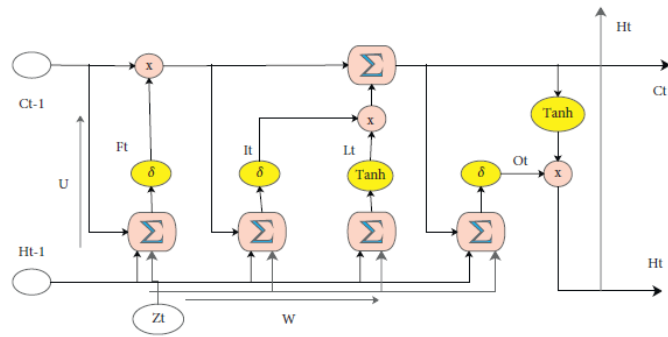 Ht
x
Σ
Ct-1
Ct
Tanh
x
Ft
It
Lt
Ot
U
δ
δ
Tanh
δ
x
Σ
Σ
Σ
Σ
Ht-1
Ht
Zt
W